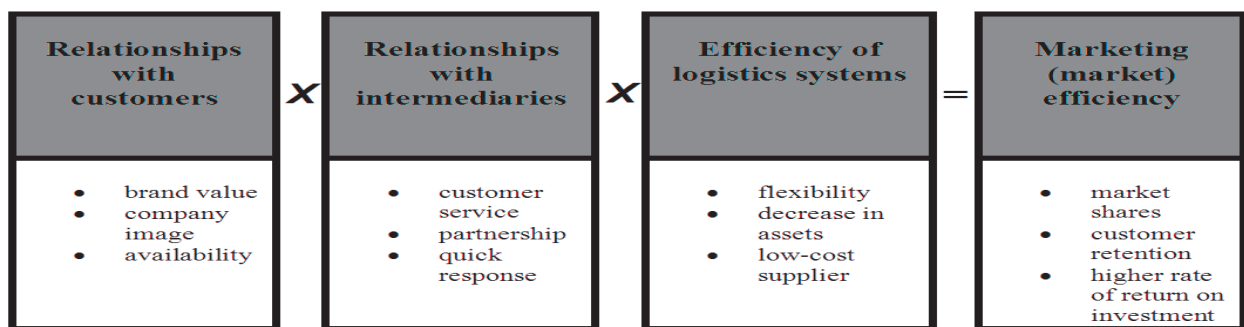 Relationships
with
customers
X
Relationships
with
intermediaries
X
Efficiency of
logistics systems
=
Marketing
(market)
efficiency
• brand value
• company
image
• availability
• customer
service
• partnership
• quick
response
• flexibility
• decrease in
assets
• low-cost
supplier
• market
shares
• customer
retention
• higher rate
of return on
investment